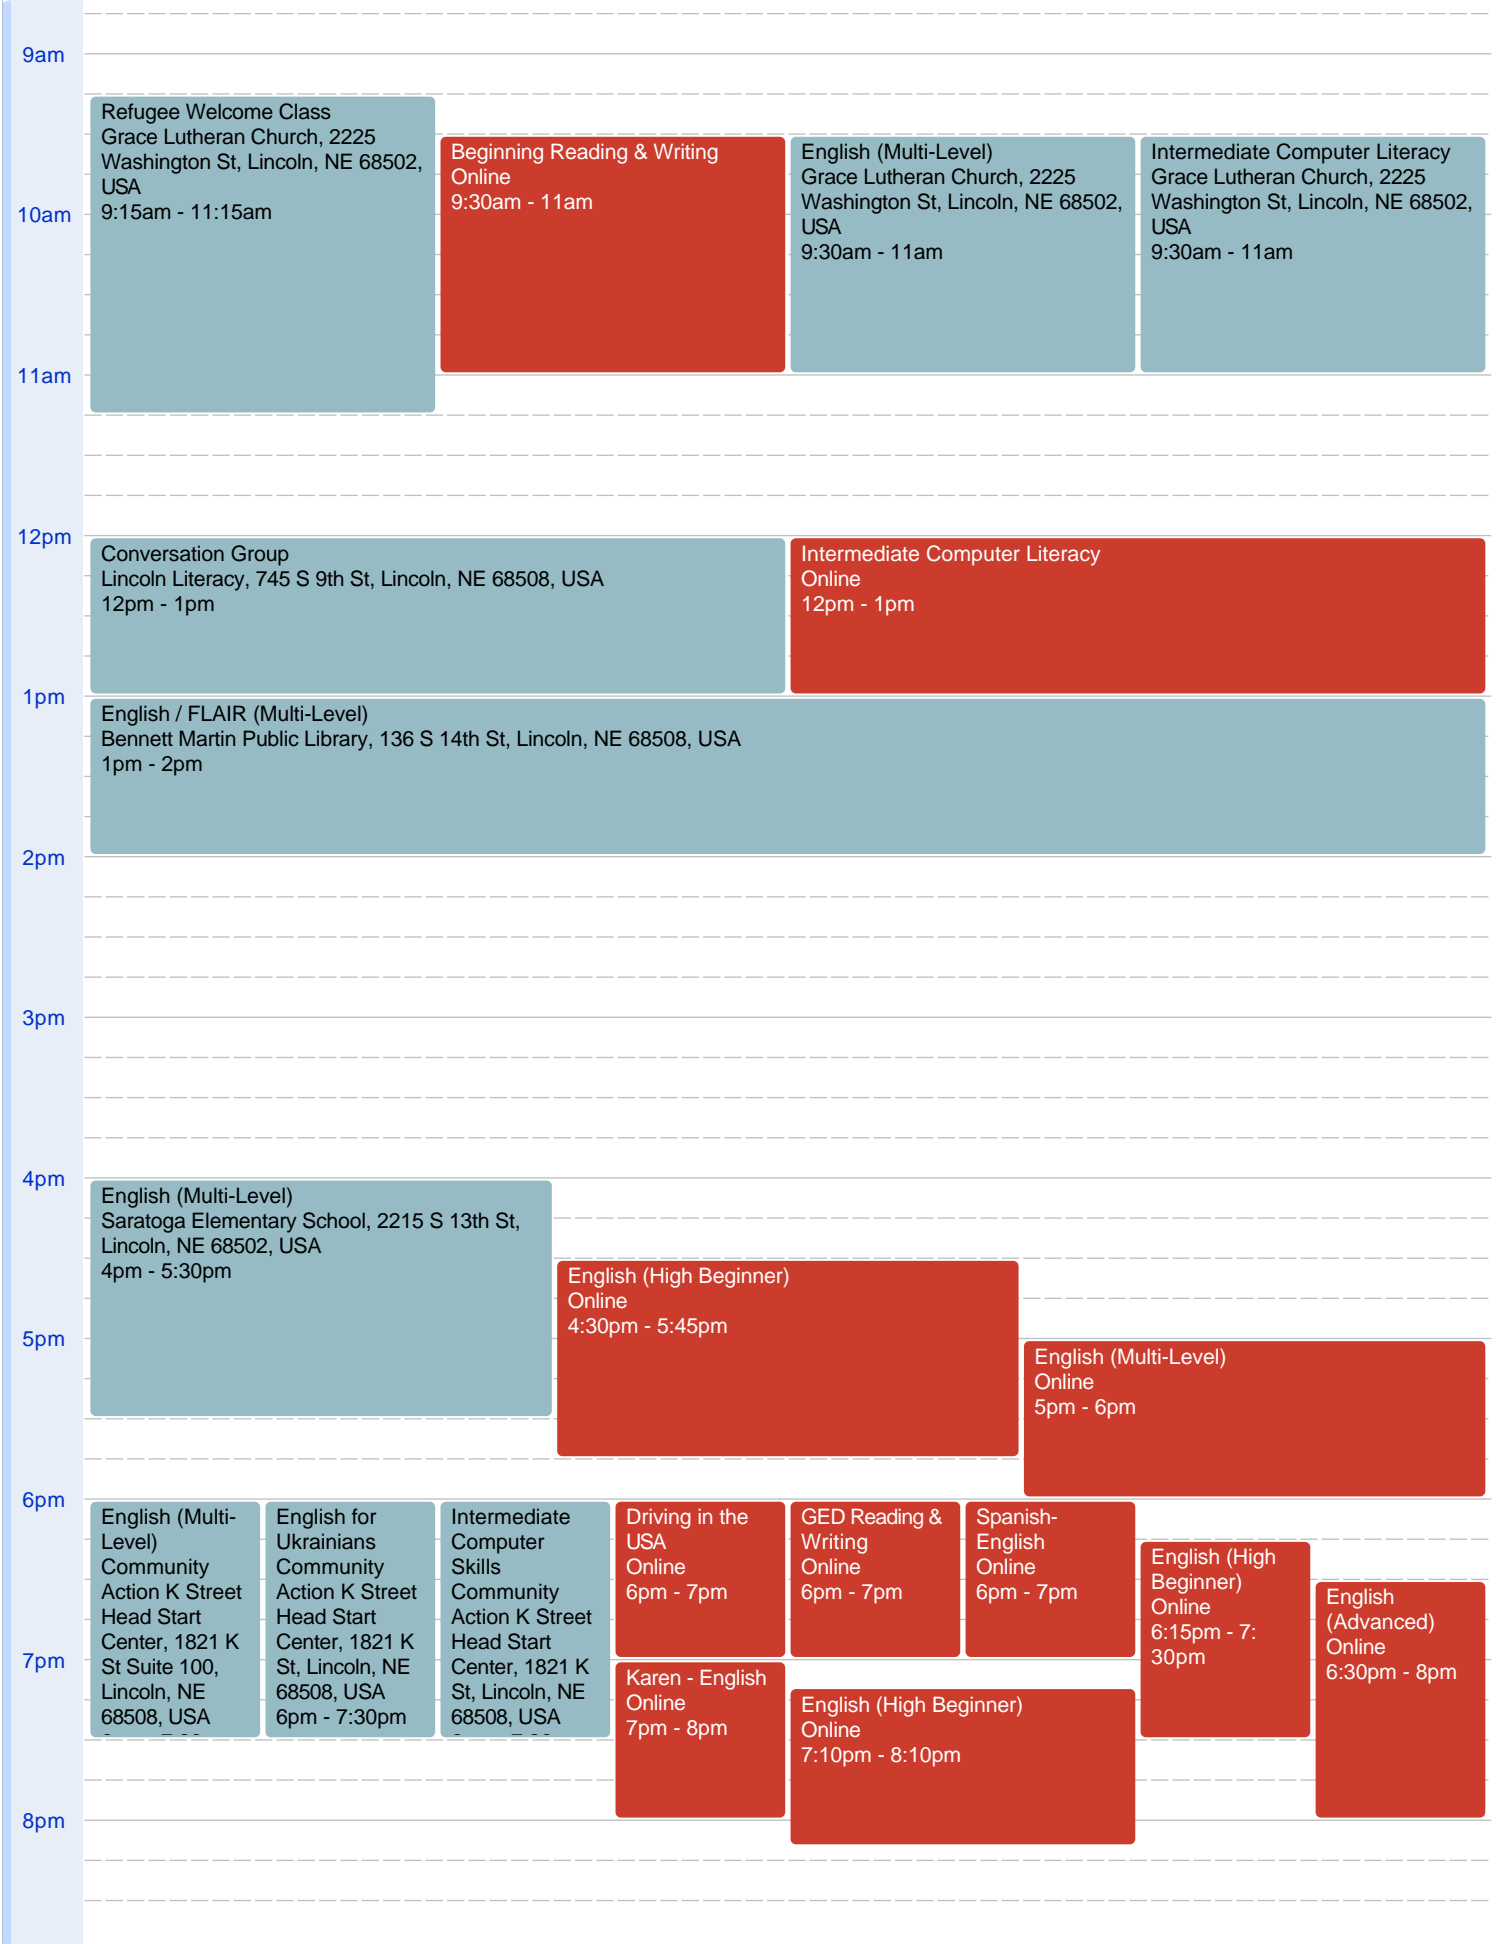 9am
Refugee Welcome Class
Grace Lutheran Church, 2225
Washington St, Lincoln, NE 68502,
USA
9:15am - 11:15am
Beginning Reading & Writing
Online
9:30am - 11am
English (Multi-Level)
Grace Lutheran Church, 2225
Washington St, Lincoln, NE 68502,
USA
9:30am - 11am
Intermediate Computer Literacy
Grace Lutheran Church, 2225
Washington St, Lincoln, NE 68502,
USA
9:30am - 11am
10am
11am
12pm
Conversation Group
Lincoln Literacy, 745 S 9th St, Lincoln, NE 68508, USA
12pm - 1pm
Intermediate Computer Literacy
Online
12pm - 1pm
1pm
English / FLAIR (Multi-Level)
Bennett Martin Public Library, 136 S 14th St, Lincoln, NE 68508, USA
1pm - 2pm
2pm
3pm
4pm
English (Multi-Level)
Saratoga Elementary School, 2215 S 13th St,
Lincoln, NE 68502, USA
4pm - 5:30pm
English (High Beginner)
Online
4:30pm - 5:45pm
5pm
English (Multi-Level)
Online
5pm - 6pm
6pm
English (Multi-
Level)
Community
Action K Street
Head Start
Center, 1821 K
St Suite 100,
Lincoln, NE
68508, USA
English for
Ukrainians
Community
Action K Street
Head Start
Center, 1821 K
St, Lincoln, NE
68508, USA
6pm - 7:30pm
Intermediate
Computer
Skills
Community
Action K Street
Head Start
Center, 1821 K
St, Lincoln, NE
68508, USA
Driving in the
USA
Online
6pm - 7pm
GED Reading &
Writing
Online
6pm - 7pm
Spanish-
English
Online
6pm - 7pm
English (High
Beginner)
Online
6:15pm - 7:
30pm
English
(Advanced)
Online
6:30pm - 8pm
7pm
Karen - English
Online
7pm - 8pm
English (High Beginner)
Online
7:10pm - 8:10pm
8pm